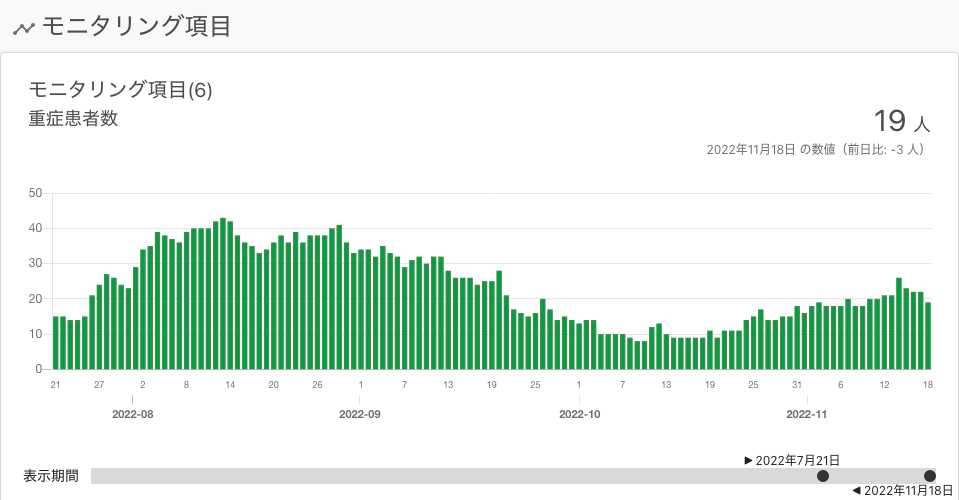 モニタリング項目
モニタリング項目(6)
重症患者数
19 人
2022年11月18日 の数値（前日比: -3 人）
50
40
30
20
10
0
21 27 2 8 14 20 26 1 7 13 19 25 1 7 13 19 25 31 6 12 18
2022-08 2022-09 2022-10 2022-11
▶ 2022年7月21日
表示期間
◀ 2022年11月18日